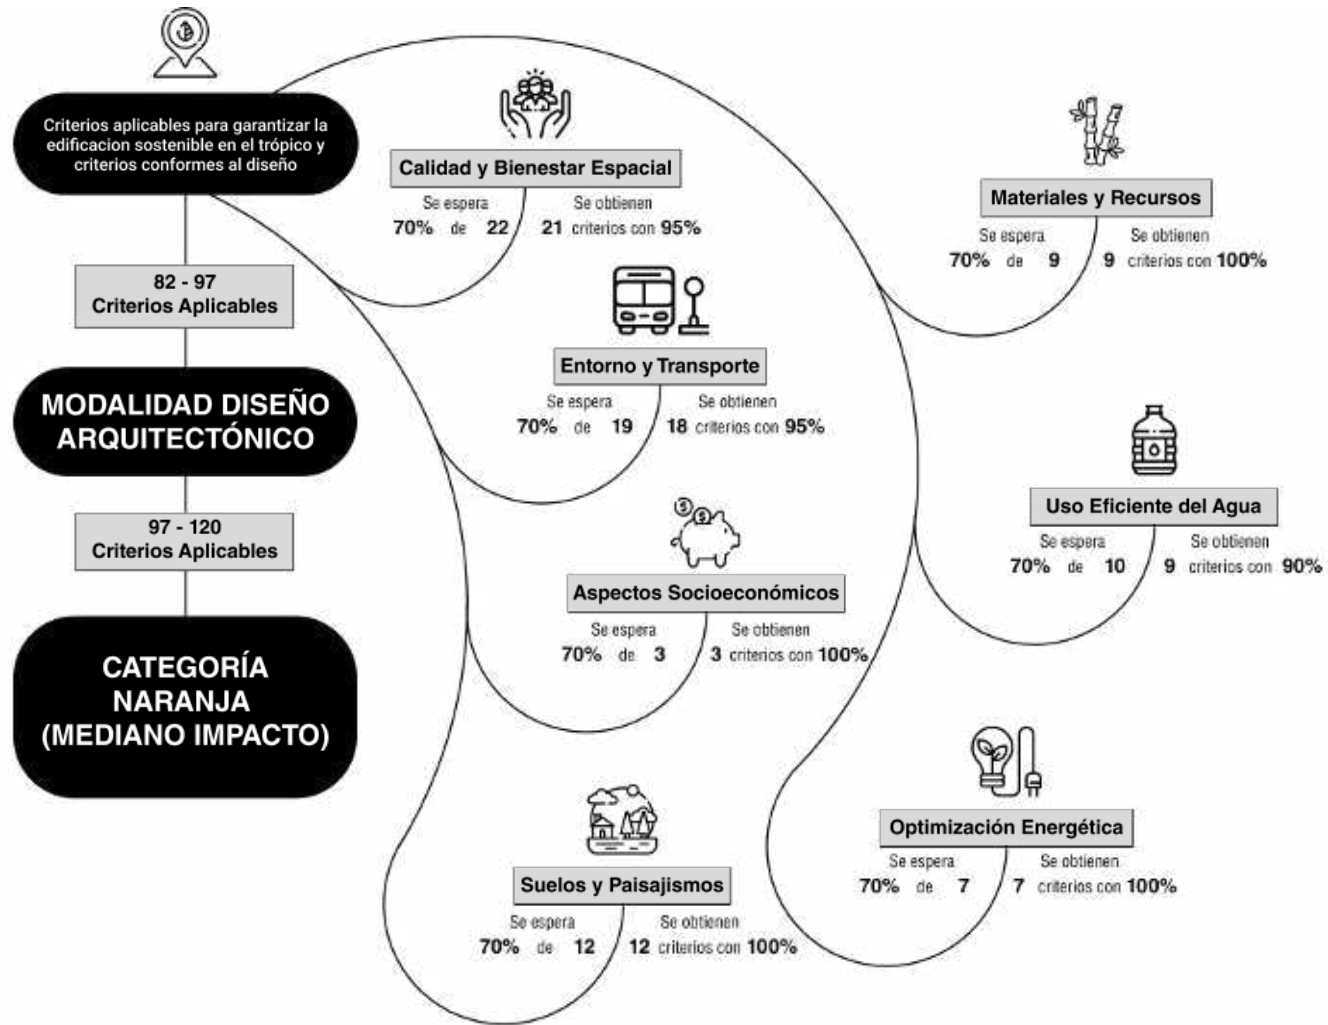 Criterios aplicables para garantizar la
edificacion sostenible en el trópico y
criterios conformes al diseño
82 - 97
Criterios Aplicables
MODALIDAD DISEÑO
ARQUITECTÓNICO
97 - 120
Criterios Aplicables
CATEGORÍA
NARANJA
(MEDIANO IMPACTO)
Calidad y Bienestar Espacial
Se espera
70% de 22
Se obtienen
21 criterios con 95%
Entorno y Transporte
Se espera
70% de 19
Se obtienen
18 criterios con 95%
Aspectos Socioeconómicos
Se espera
70% de 3
Se obtienen
3 criterios con 100%
Suelos y Paisajismos
Se espera
70% de 12
Se obtienen
12 criterios con 100%
Materiales y Recursos
Se espera
70% de 9
Se obtienen
9 criterios con 100%
Uso Eficiente del Agua
Se espera
70% de 10
Se obtienen
9 criterios con 90%
Optimización Energética
Se espera
70% de 7
Se obtienen
7 criterios con 100%